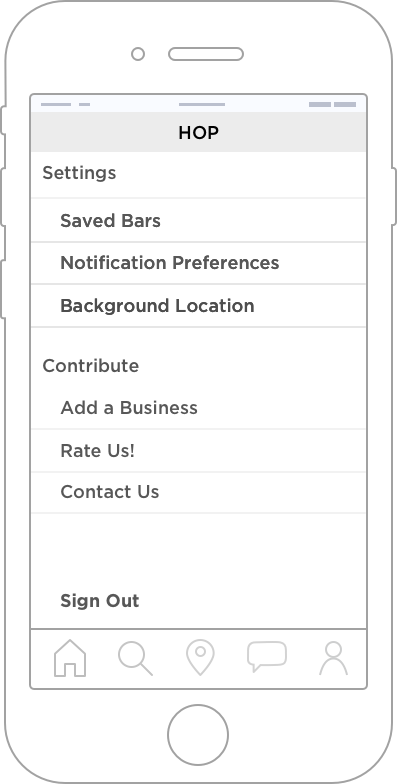 HOP
Settings
Saved Bars
Notification Preferences
Background Location
Contribute
Add a Business
Rate Us!
Contact Us
Sign Out